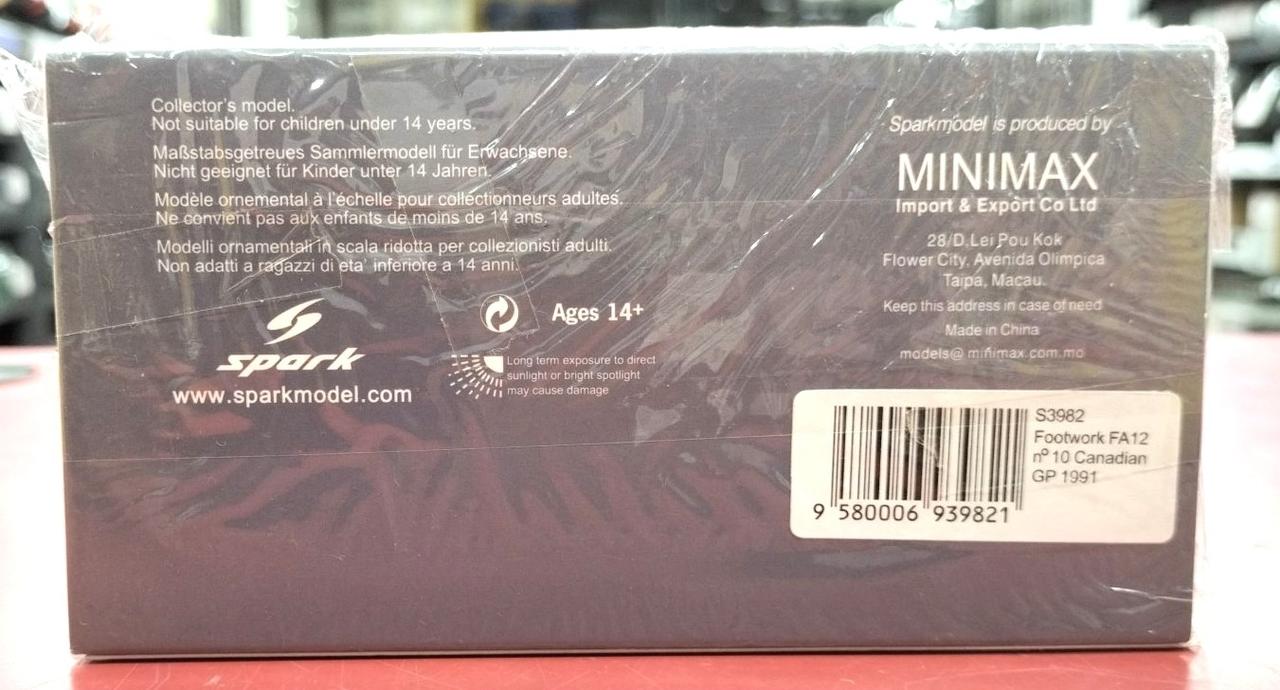 Collector's model.
Not suitable for children under 14 years.
Maßstabsgetreues Sammlermodell für Erwachsene.
Nicht geeignet für Kinder unter 14 Jahren.
Modèle ornemental à l'échelle pour collectionneurs adultes.
Ne convient pas aux enfants de moins de 14 ans.
Modelli ornamentali in scala ridotta per collezionisti adulti.
Non adatti a ragazzi di eta' inferiore a 14 anni.
spark
www.sparkmodel.com
Ages 14+
Long term exposure to direct
sunlight or bright spotlight
may cause damage
Sparkmodel is produced by
MINIMAX
Import & Export Co Ltd
28/D,Lei Pou Kok
Flower City, Avenida Olimpica
Taipa, Macau.
Keep this address in case of need
Made in China
models@minimax.com.mo
S3982
Footwork FA12
nº 10 Canadian
GP 1991
9 580006 939821